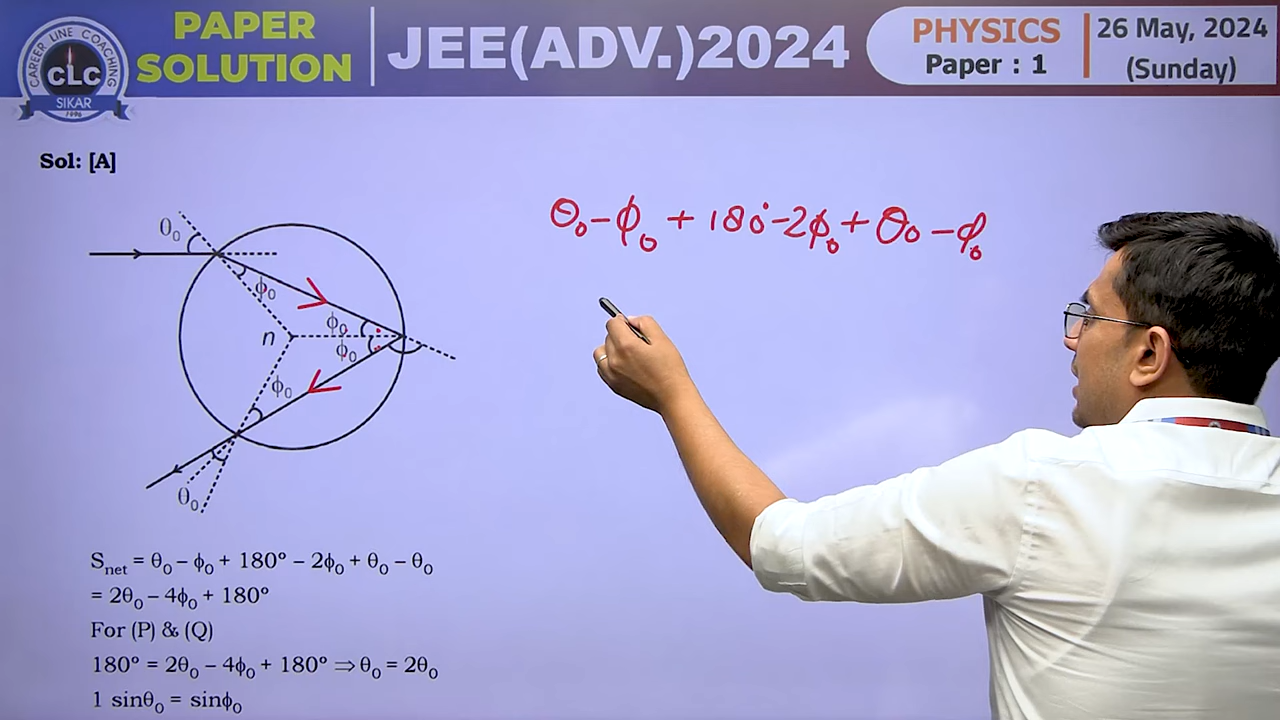 CAREER LINE COACHING
CLC
SIKAR
1996
PAPER
SOLUTION
JEE(ADV.)2024
PHYSICS
Paper : 1
26 May, 2024
(Sunday)
Sol: [A]
θ₀-ϕ₀ + 180°-2ϕ₀+ θ₀ -ϕ₀
θ₀
ϕ₀
ϕ₀
n
ϕ₀
ϕ₀
θ₀
Sₙₑₜ = θ₀ – ϕ₀ + 180° – 2ϕ₀ + θ₀ – θ₀
= 2θ₀ – 4ϕ₀ + 180°
For (P) & (Q)
180° = 2θ₀ – 4ϕ₀ + 180° ⇒ θ₀ = 2θ₀
1 sinθ₀ = sinϕ₀